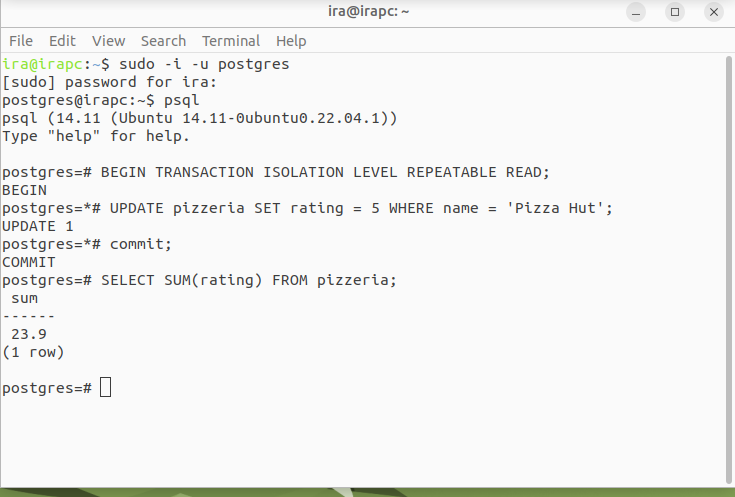 ira@irapc: ~
File Edit View Search Terminal Help
ira@irapc:~$ sudo -i -u postgres
[sudo] password for ira:
postgres@irapc:~$ psql
psql (14.11 (Ubuntu 14.11-0ubuntu0.22.04.1))
Type "help" for help.
postgres=# BEGIN TRANSACTION ISOLATION LEVEL REPEATABLE READ;
BEGIN
postgres=*# UPDATE pizzeria SET rating = 5 WHERE name = 'Pizza Hut';
UPDATE 1
postgres=*# commit;
COMMIT
postgres=# SELECT SUM(rating) FROM pizzeria;
sum
------
23.9
(1 row)
postgres=#